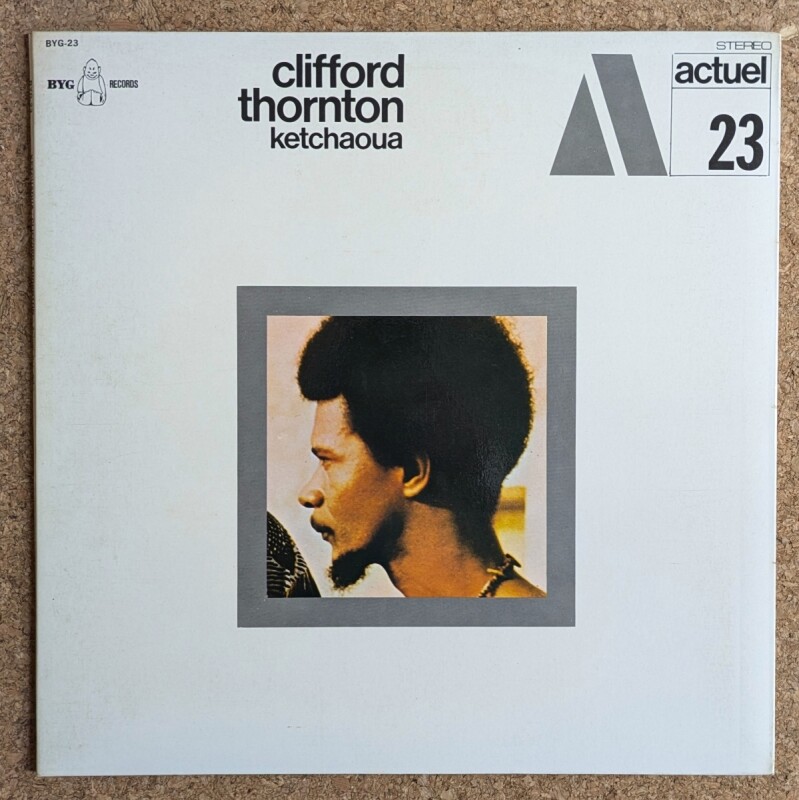 BYG-23
BYG RECORDS
clifford
thornton
ketchaoua
STEREO
actuel
23